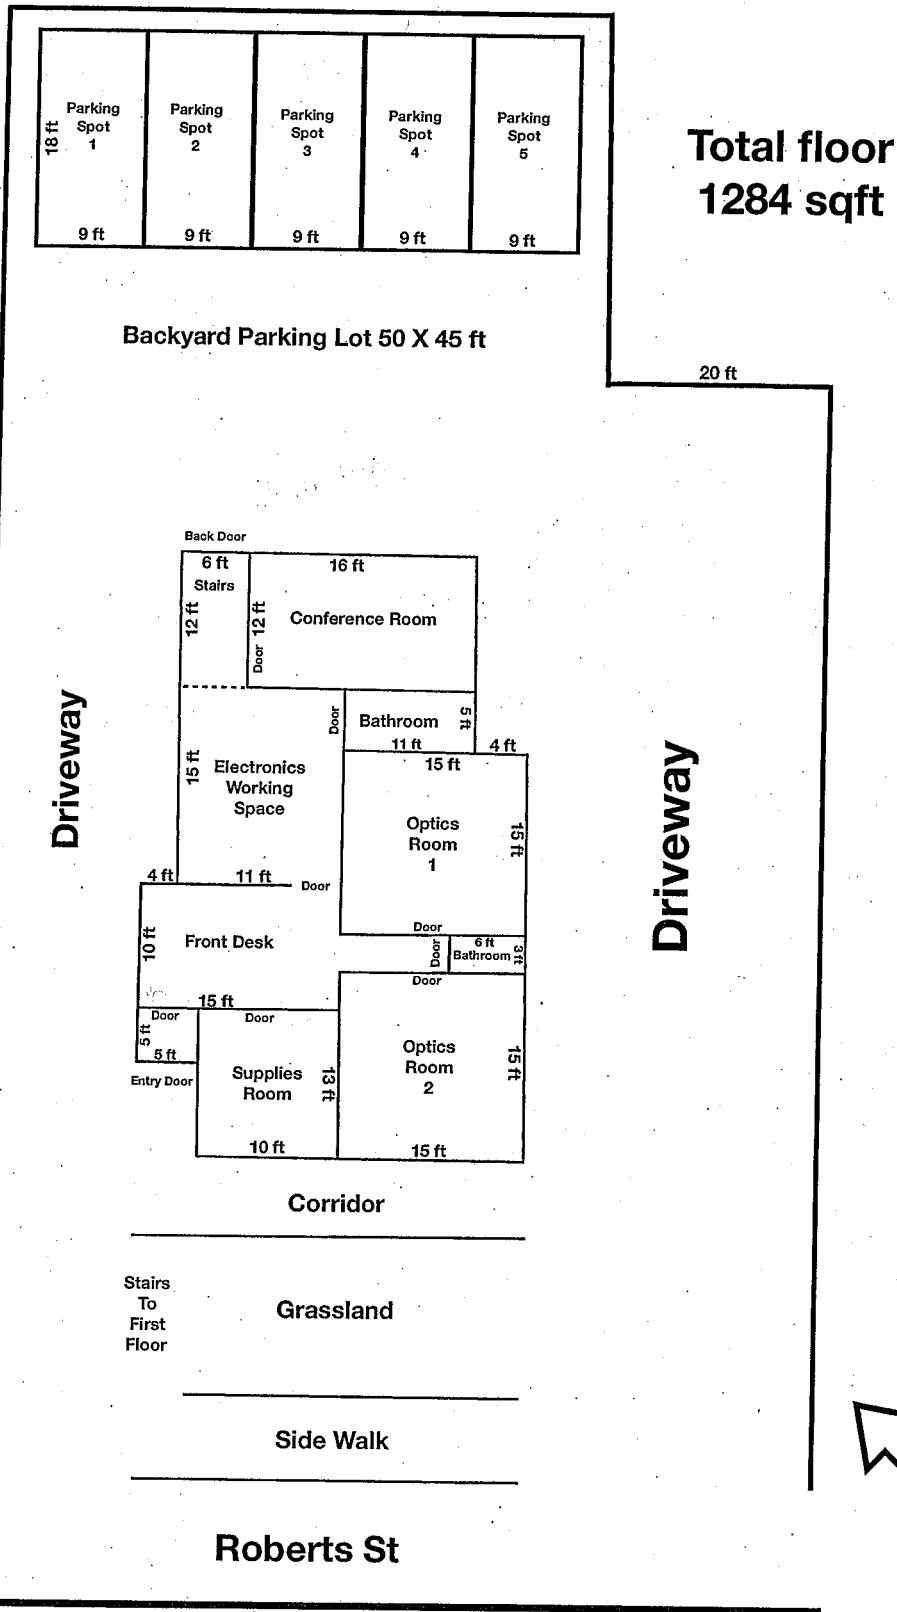 Parking
Spot
1
18 ft
9 ft
Parking
Spot
2
9 ft
Parking
Spot
3
9 ft
Parking
Spot
4
9 ft
Parking
Spot
5
9 ft
Total floor
1284 sqft
Backyard Parking Lot 50 X 45 ft
20 ft
Back Door
6 ft
Stairs
12 ft
16 ft
12 ft
Door
Conference Room
Door
Bathroom
5 ft
11 ft
4 ft
15 ft
Electronics
Working
Space
15 ft
Optics
Room
1
15 ft
Driveway
Driveway
4 ft
11 ft
Door
Door
10 ft
Front Desk
Door
6 ft
Bathroom
3 ft
Door
15 ft
Door
5 ft
5 ft
Entry Door
Door
Supplies
Room
13 ft
10 ft
Optics
Room
2
15 ft
15 ft
Corridor
Stairs
To
First
Floor
Grassland
Side Walk
Roberts St